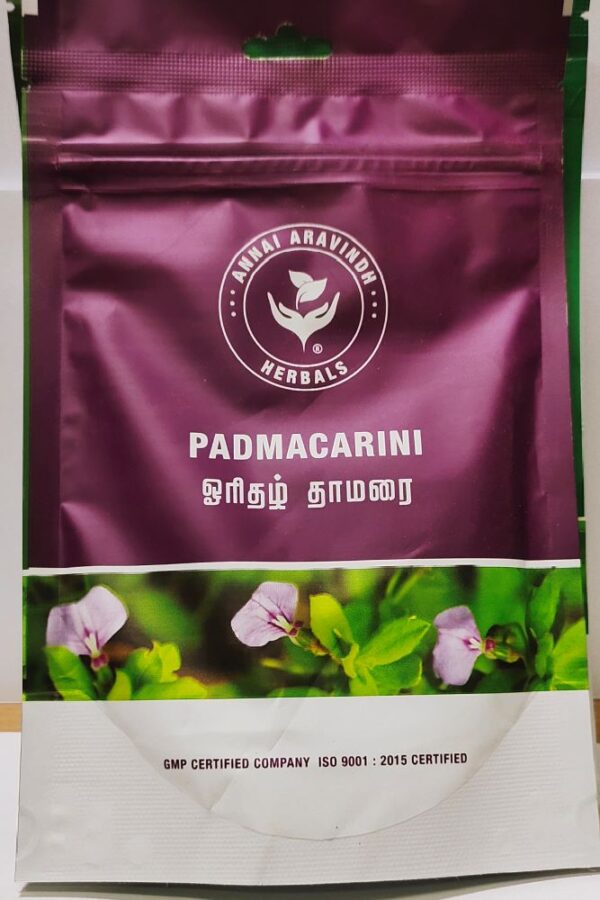 ANNAI ARAVINDH
®
HERBALS
PADMACARINI
ஓரிதழ் தாமரை
GMP CERTIFIED COMPANY ISO 9001 : 2015 CERTIFIED